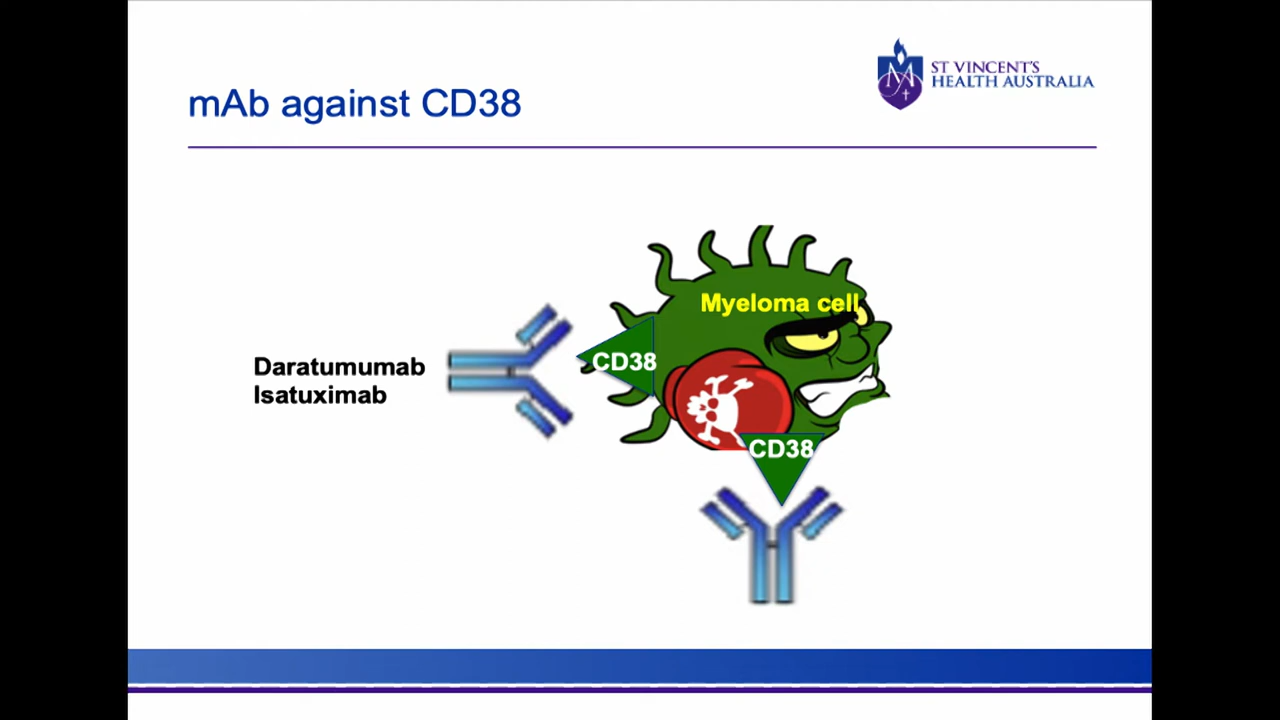 ST VINCENT'S
HEALTH AUSTRALIA
mAb against CD38
Myeloma cell
CD38
Daratumumab
Isatuximab
CD38